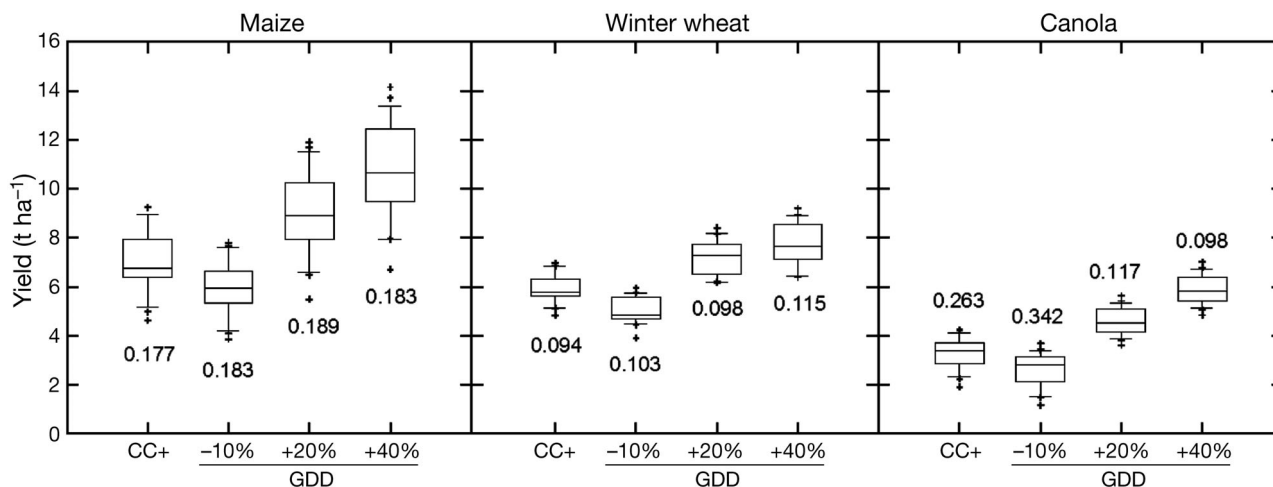 Maize Winter wheat Canola
16
14
12
10
8
6
4
2
0
Yield (t ha⁻¹)
0.177 0.183 0.189 0.183
0.094 0.103 0.098 0.115
0.263 0.342 0.117 0.098
CC+ −10% +20% +40% CC+ −10% +20% +40% CC+ −10% +20% +40%
GDD GDD GDD